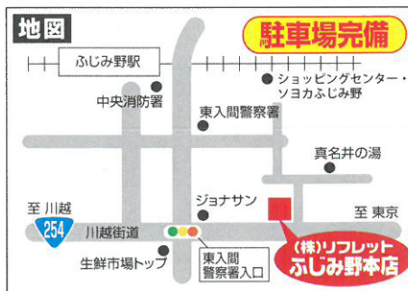 地図
駐車場完備
ふじみ野駅
ショッピングセンター・
ソヨカふじみ野
中央消防署
東入間警察署
真名井の湯
至 川越
ジョナサン
至 東京
254
川越街道
(株)リフレット
ふじみ野本店
生鮮市場トップ
東入間
警察署入口